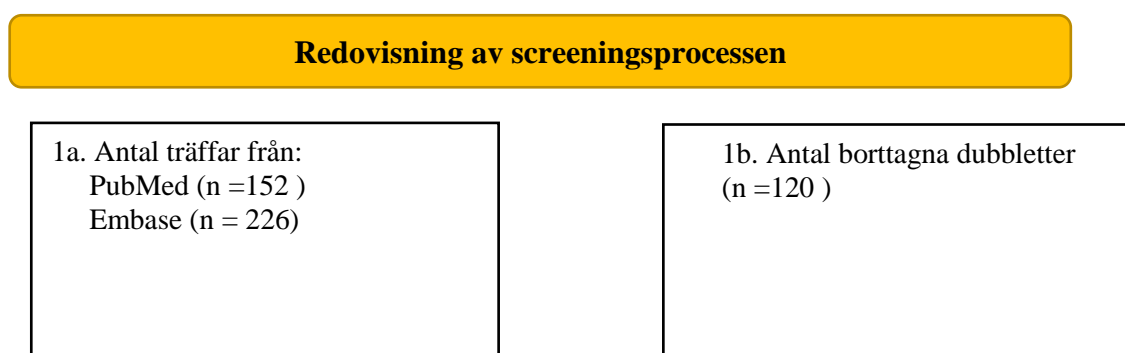 Redovisning av screeningsprocessen
1a. Antal träffar från:
PubMed (n =152 )
Embase (n = 226)
1b. Antal borttagna dubbletter
(n =120 )